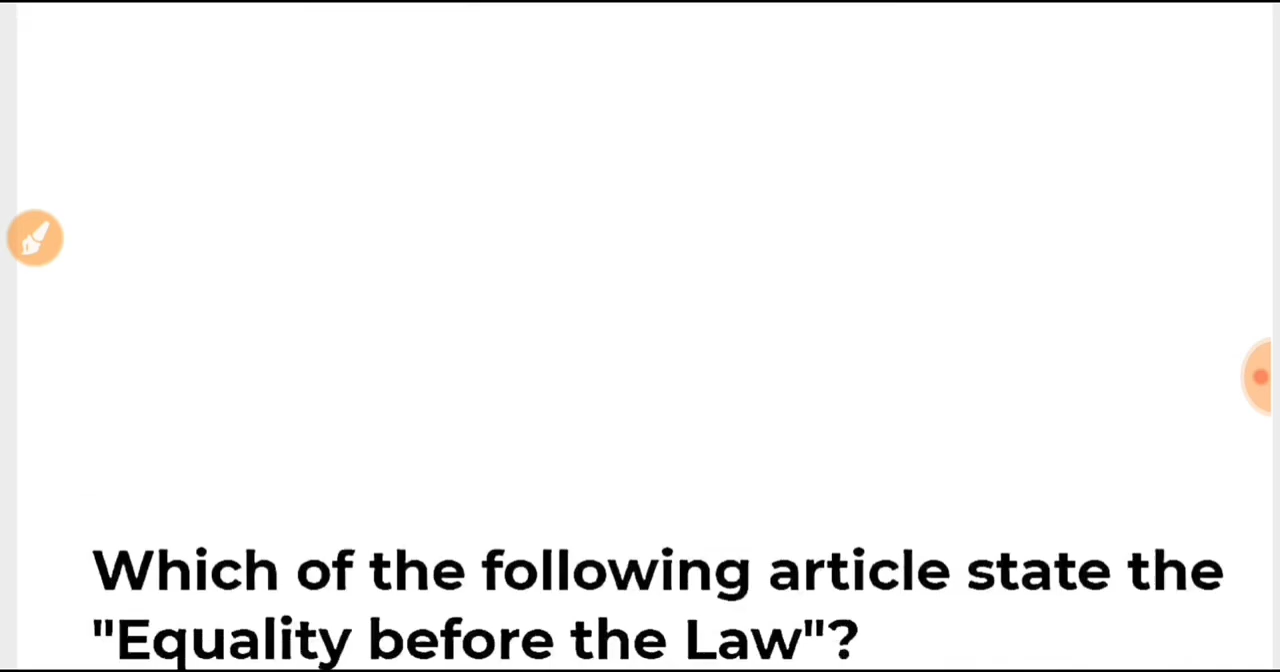 Which of the following article state the
"Equality before the Law"?